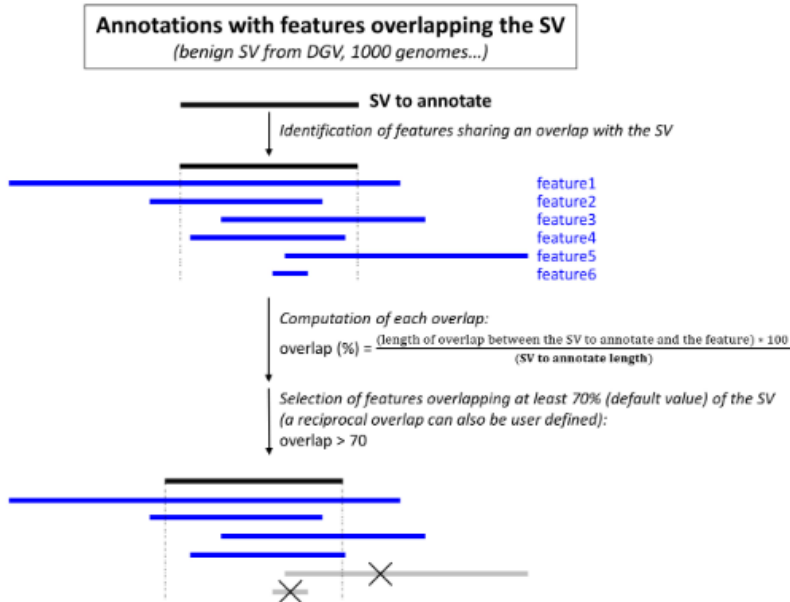 Annotations with features overlapping the SV
(benign SV from DGV, 1000 genomes...)
SV to annotate
Identification of features sharing an overlap with the SV
feature1
feature2
feature3
feature4
feature5
feature6
Computation of each overlap:
overlap (%) = (length of overlap between the SV to annotate and the feature) * 100
(SV to annotate length)
Selection of features overlapping at least 70% (default value) of the SV
(a reciprocal overlap can also be user defined):
overlap > 70